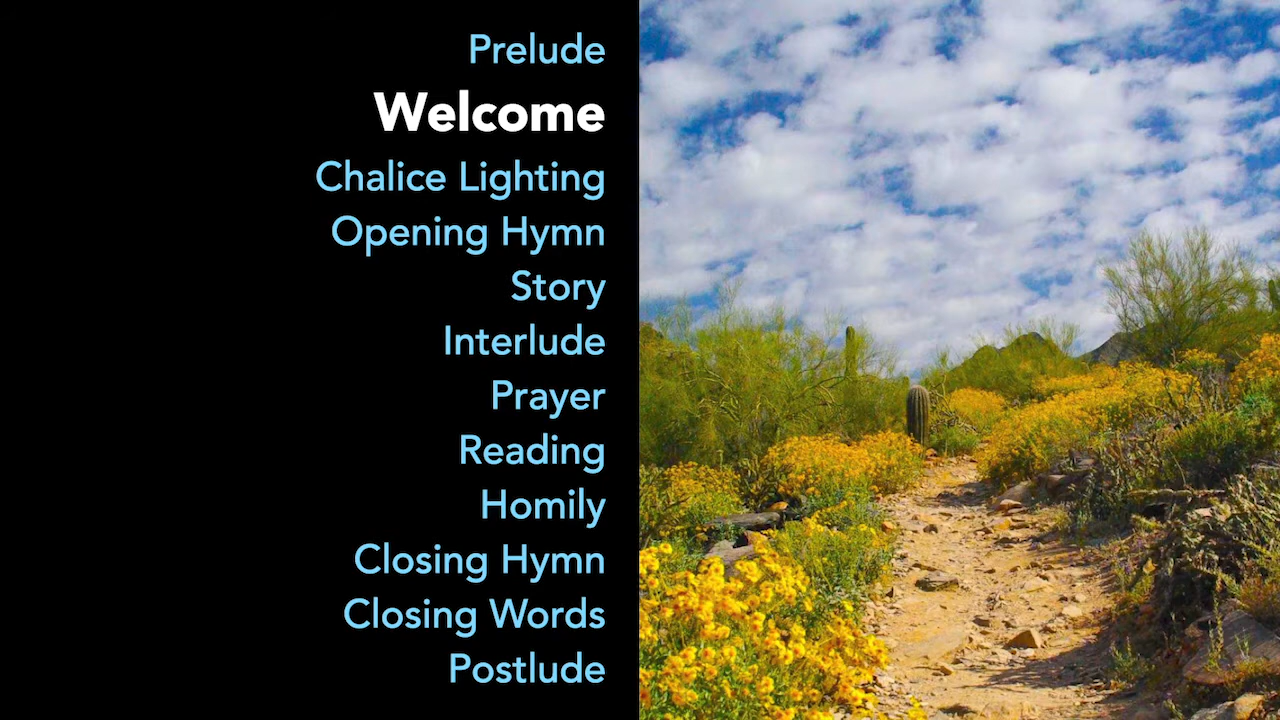 Prelude
Welcome
Chalice Lighting
Opening Hymn
Story
Interlude
Prayer
Reading
Homily
Closing Hymn
Closing Words
Postlude